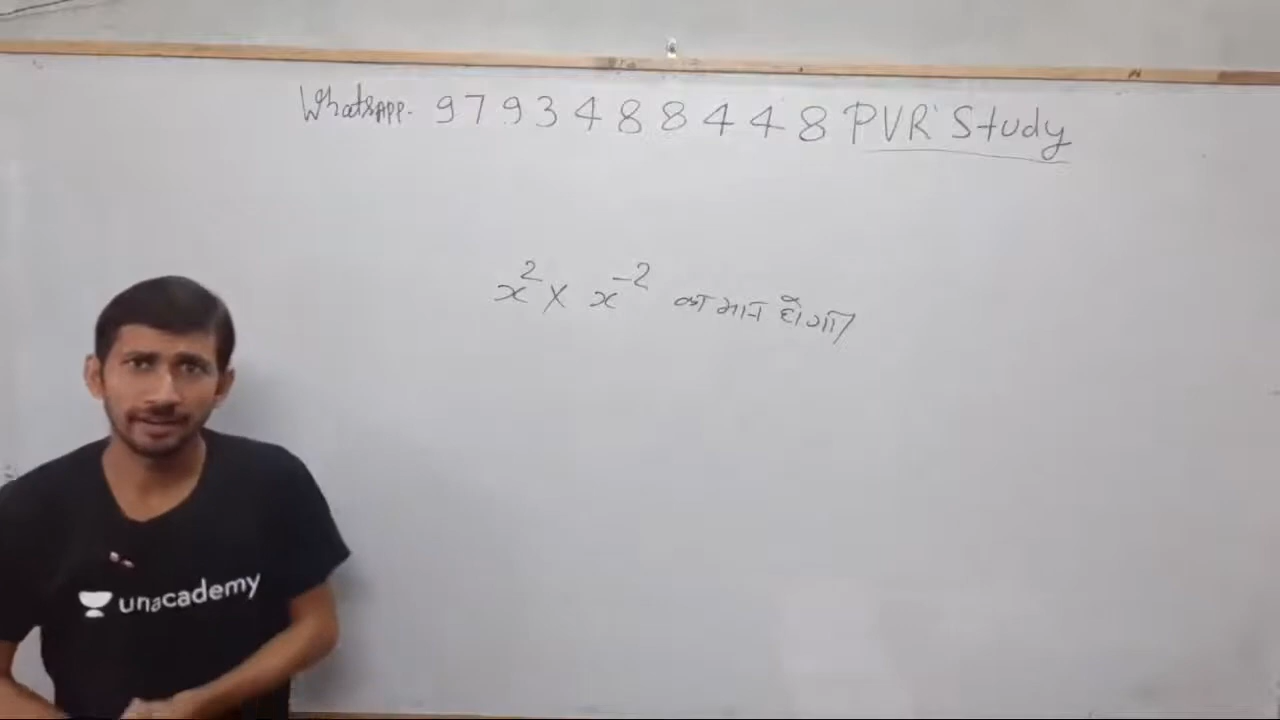 Whatsapp. 9793488448 PVR Study
x² × x⁻² का मान होगा
unacademy